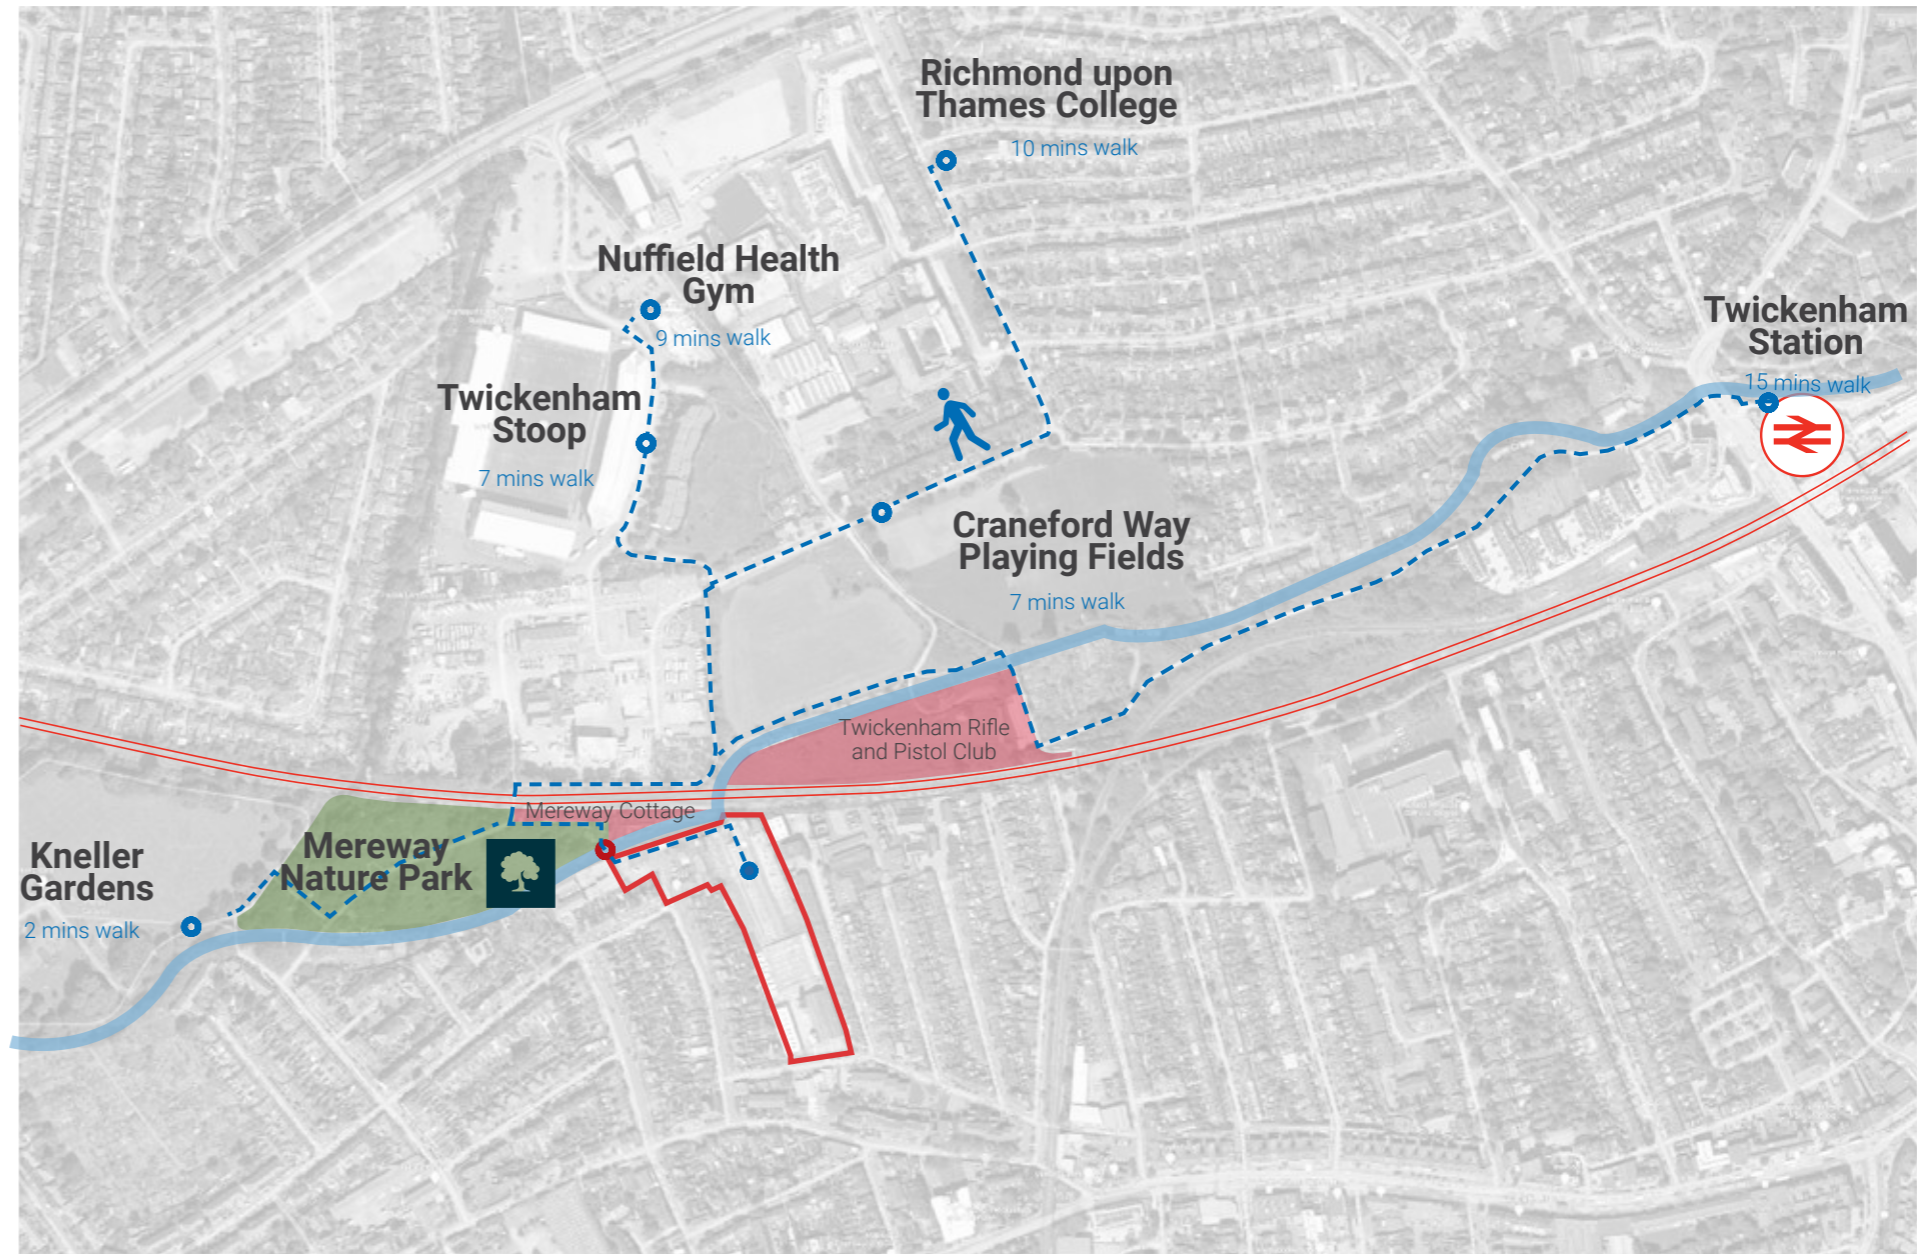 Richmond upon
Thames College
10 mins walk
Nuffield Health
Gym
9 mins walk
Twickenham
Station
15 mins walk
Twickenham
Stoop
7 mins walk
Craneford Way
Playing Fields
7 mins walk
Twickenham Rifle
and Pistol Club
Mereway Cottage
Mereway
Nature Park
Kneller
Gardens
2 mins walk